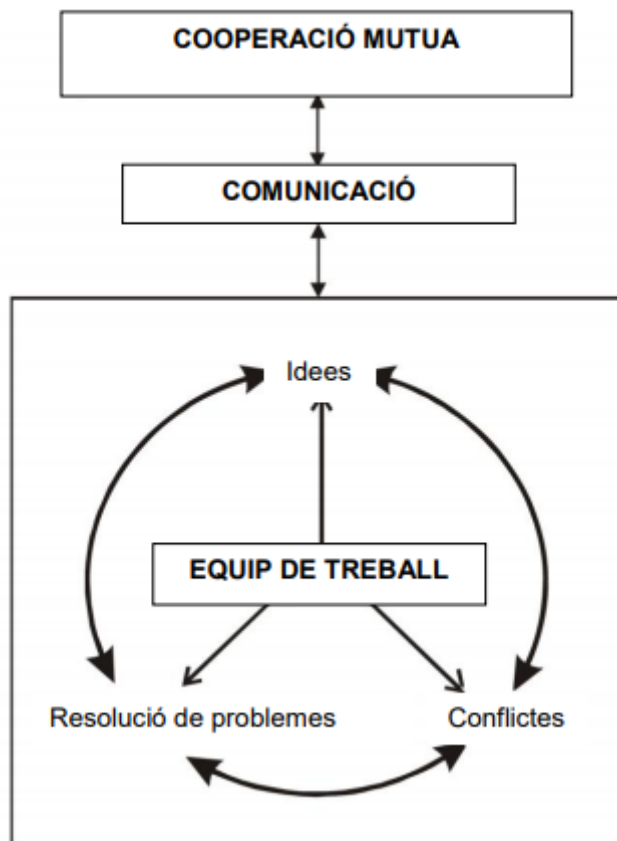 COOPERACIÓ MUTUA
COMUNICACIÓ
Idees
EQUIP DE TREBALL
Resolució de problemes
Conflictes